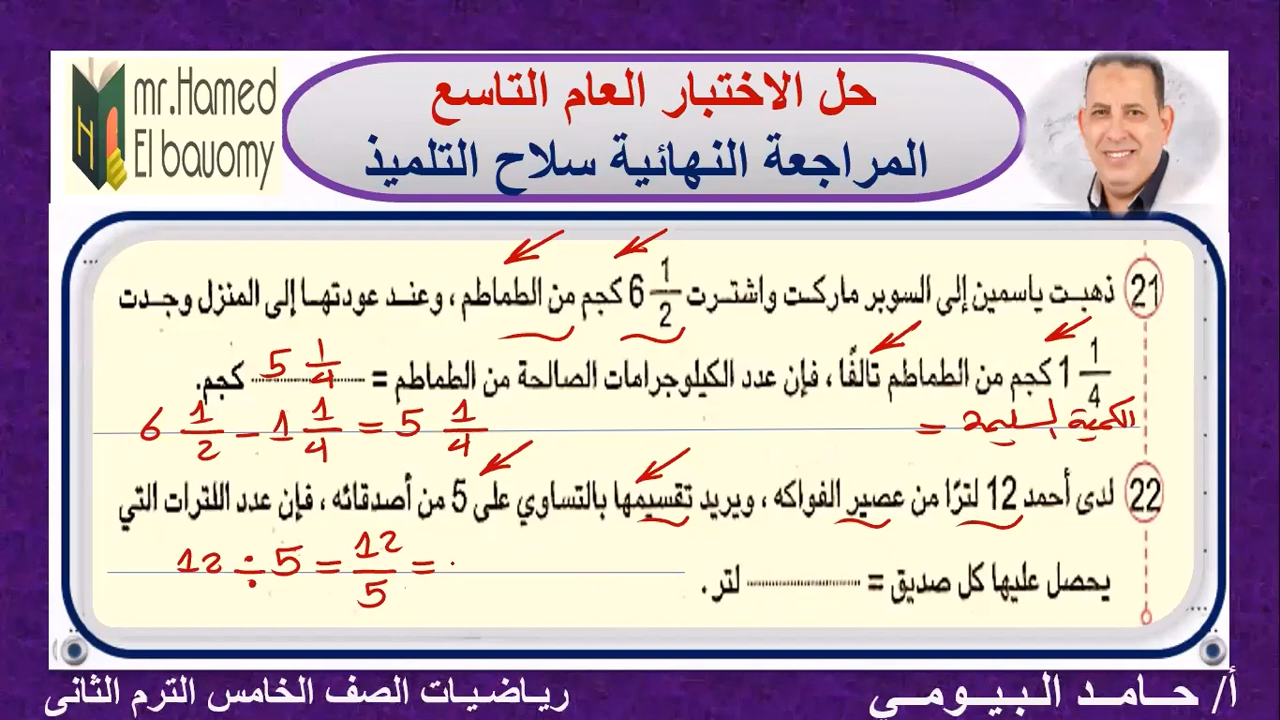 mr.Hamed
El bauomy
حل الاختبار العام التاسع
المراجعة النهائية سلاح التلميذ
21 ذهبت ياسمين إلى السوبر ماركت واشترت 6 1/2 كجم من الطماطم ، وعند عودتها إلى المنزل وجدت
1 1/4 كجم من الطماطم تالفًا ، فإن عدد الكيلوجرامات الصالحة من الطماطم = 5 1/4 كجم.
الكمية السليمة =
6 1/2 - 1 1/4 = 5 1/4
22 لدى أحمد 12 لترًا من عصير الفواكه ، ويريد تقسيمها بالتساوي على 5 من أصدقائه ، فإن عدد اللترات التي
يحصل عليها كل صديق = .................... لتر .
12 ÷ 5 = 12/5 =
أ/ حامد البيومي
رياضيات الصف الخامس الترم الثانى